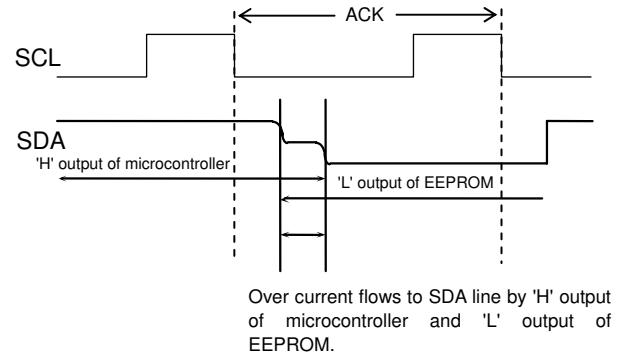 ACK
SCL
SDA
'H' output of microcontroller
'L' output of EEPROM
Over current flows to SDA line by 'H' output
of microcontroller and 'L' output of
EEPROM.